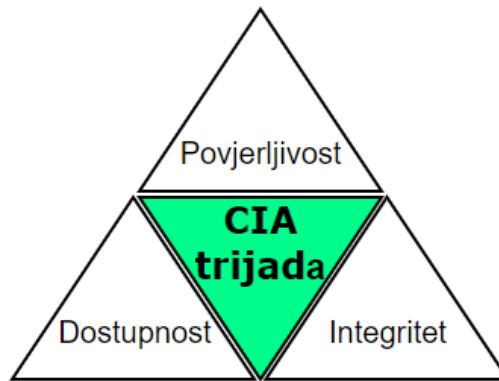 Povjerljivost
CIA
trijada
Dostupnost
Integritet